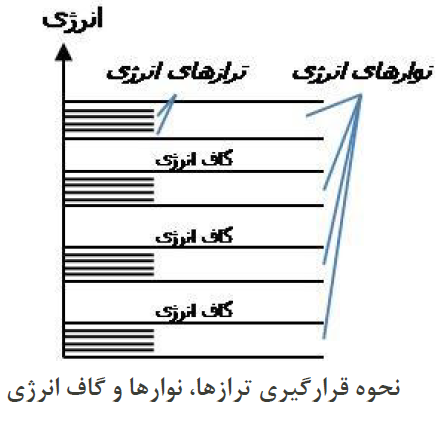 انرژی
ترازهای انرژی
نوارهای انرژی
گاف انرژی
گاف انرژی
گاف انرژی
نحوه قرارگیری ترازها، نوارها و گاف انرژی